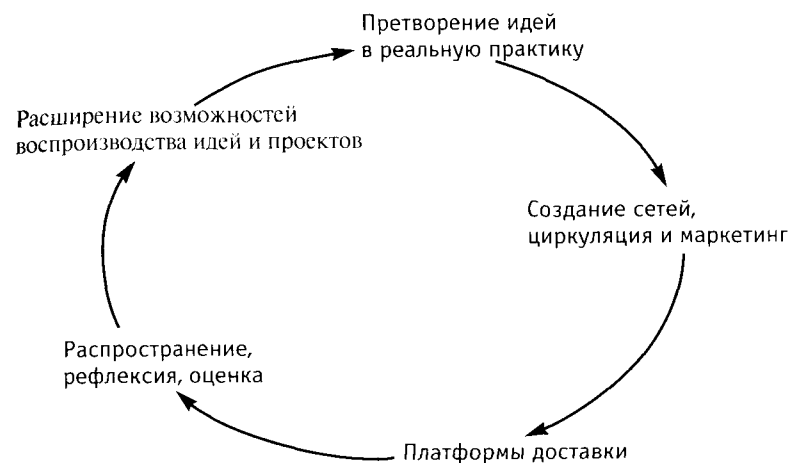 Претворение идей
в реальную практику
Расширение возможностей
воспроизводства идей и проектов
Создание сетей,
циркуляция и маркетинг
Распространение,
рефлексия, оценка
Платформы доставки